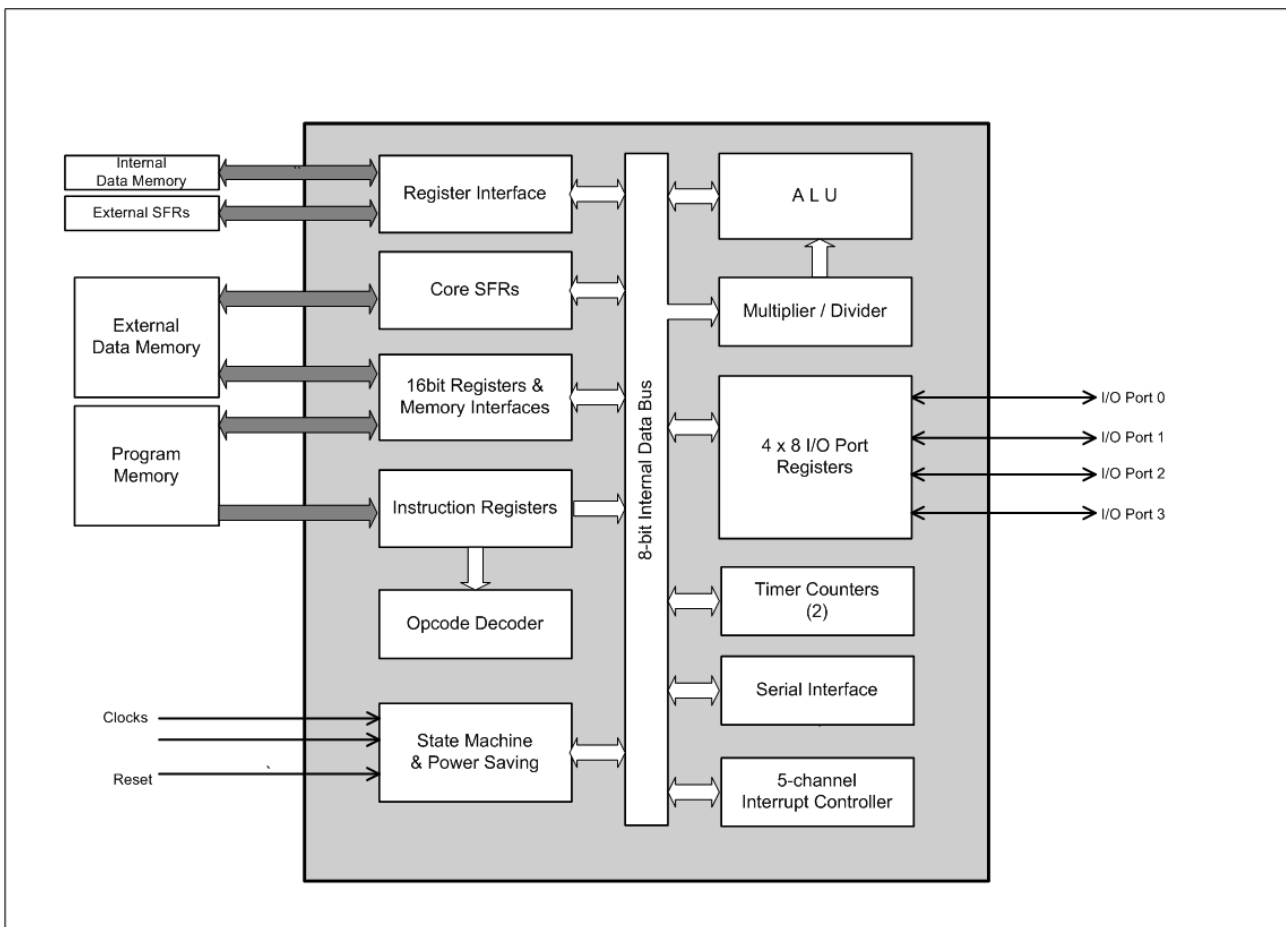 Internal
Data Memory
External SFRs
External
Data Memory
Program
Memory
Clocks
Reset
Register Interface
Core SFRs
16bit Registers &
Memory Interfaces
Instruction Registers
Opcode Decoder
State Machine
& Power Saving
8-bit Internal Data Bus
A L U
Multiplier / Divider
4 x 8 I/O Port
Registers
Timer Counters
(2)
Serial Interface
5-channel
Interrupt Controller
I/O Port 0
I/O Port 1
I/O Port 2
I/O Port 3